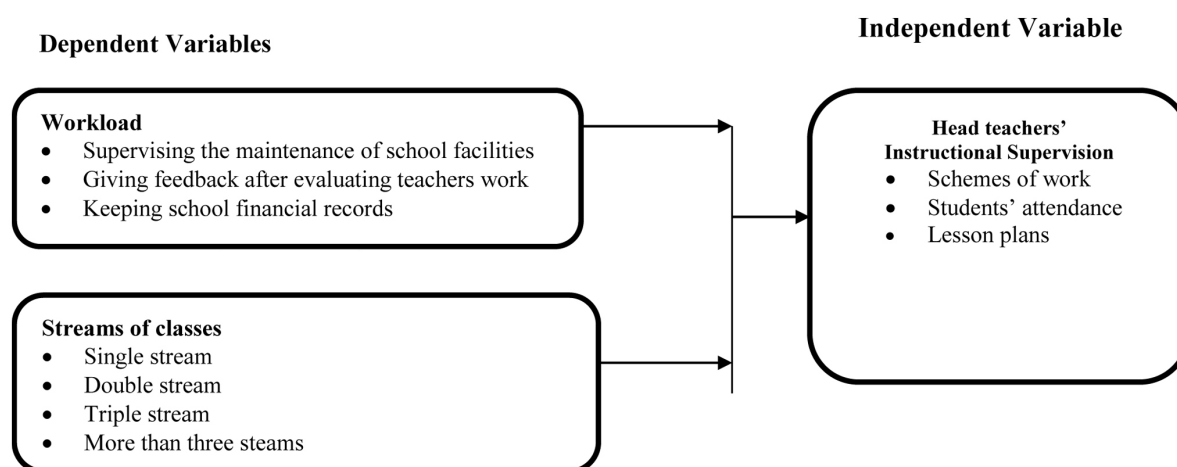 Dependent Variables
Workload
• Supervising the maintenance of school facilities
• Giving feedback after evaluating teachers work
• Keeping school financial records
Streams of classes
• Single stream
• Double stream
• Triple stream
• More than three steams
Independent Variable
Head teachers’
Instructional Supervision
• Schemes of work
• Students’ attendance
• Lesson plans